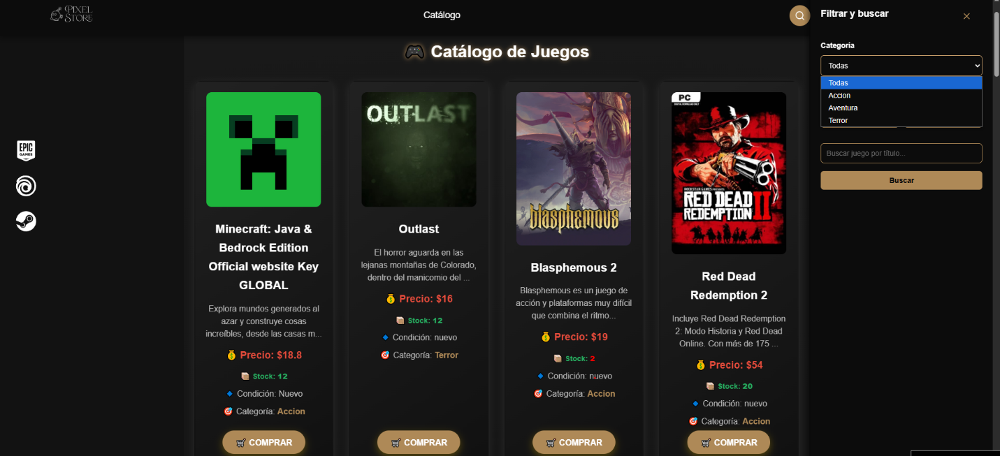 PIXEL
STORE
Catálogo
Filtrar y buscar
Categoría
Todas
Todas
Accion
Aventura
Terror
Buscar juego por título...
Buscar
EPIC
GAMES
Catálogo de Juegos
Minecraft: Java &
Bedrock Edition
Official website Key
GLOBAL
Explora mundos generados al
azar y construye cosas
increíbles, desde las casas m...
Precio: $18.8
Stock: 12
Condición: Nuevo
Categoría: Accion
COMPRAR
OUTLAST
Outlast
El horror aguarda en las
lejanas montañas de Colorado,
dentro del manicomio del ...
Precio: $16
Stock: 12
Condición: nuevo
Categoría: Terror
COMPRAR
blasphemous
Blasphemous 2
Blasphemous es un juego de
acción y plataformas muy difícil
que combina el ritmo...
Precio: $19
Stock: 2
Condición: nuevo
Categoría: Accion
COMPRAR
PC
ROCKSTAR GAMES PRESENTS
RED DEAD
REDEMPTION II
Red Dead
Redemption 2
Incluye Red Dead Redemption
2: Modo Historia y Red Dead
Online. Con más de 175 ...
Precio: $54
Stock: 20
Condición: nuevo
Categoría: Accion
COMPRAR